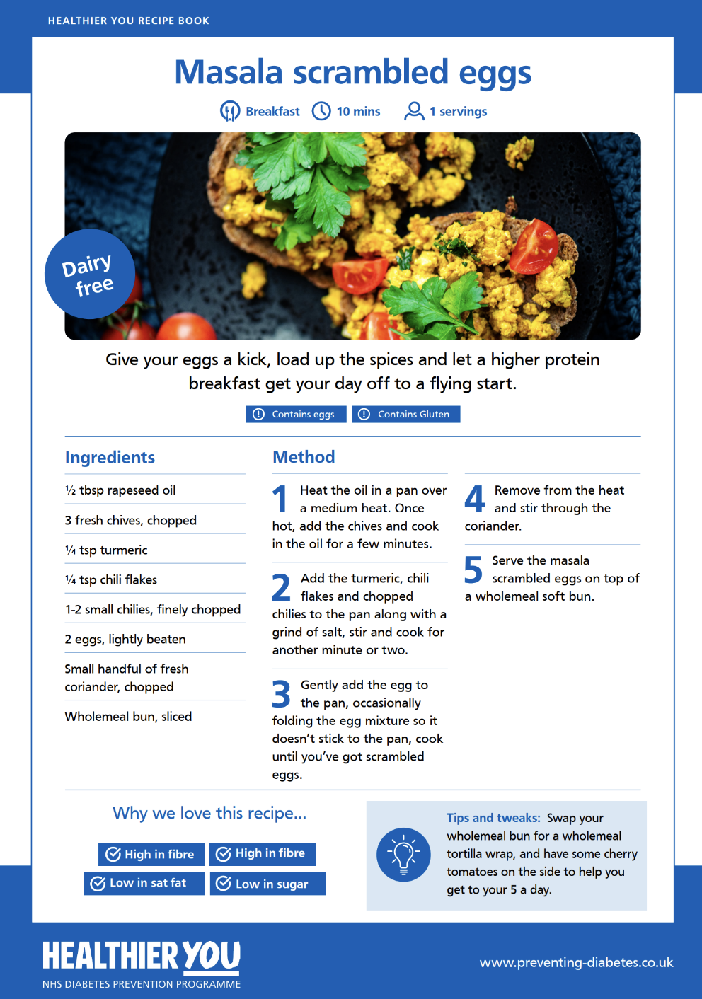 HEALTHIER YOU RECIPE BOOK
Masala scrambled eggs
Breakfast
10 mins
1 servings
Dairy
free
Give your eggs a kick, load up the spices and let a higher protein
breakfast get your day off to a flying start.
Contains eggs
Contains Gluten
Ingredients
½ tbsp rapeseed oil
3 fresh chives, chopped
¼ tsp turmeric
¼ tsp chili flakes
1-2 small chilies, finely chopped
2 eggs, lightly beaten
Small handful of fresh
coriander, chopped
Wholemeal bun, sliced
Method
1 Heat the oil in a pan over
a medium heat. Once
hot, add the chives and cook
in the oil for a few minutes.
2 Add the turmeric, chili
flakes and chopped
chilies to the pan along with a
grind of salt, stir and cook for
another minute or two.
3 Gently add the egg to
the pan, occasionally
folding the egg mixture so it
doesn't stick to the pan, cook
until you've got scrambled
eggs.
4 Remove from the heat
and stir through the
coriander.
5 Serve the masala
scrambled eggs on top of
a wholemeal soft bun.
Why we love this recipe...
High in fibre
High in fibre
Low in sat fat
Low in sugar
Tips and tweaks: Swap your
wholemeal bun for a wholemeal
tortilla wrap, and have some cherry
tomatoes on the side to help you
get to your 5 a day.
HEALTHIER YOU
NHS DIABETES PREVENTION PROGRAMME
www.preventing-diabetes.co.uk